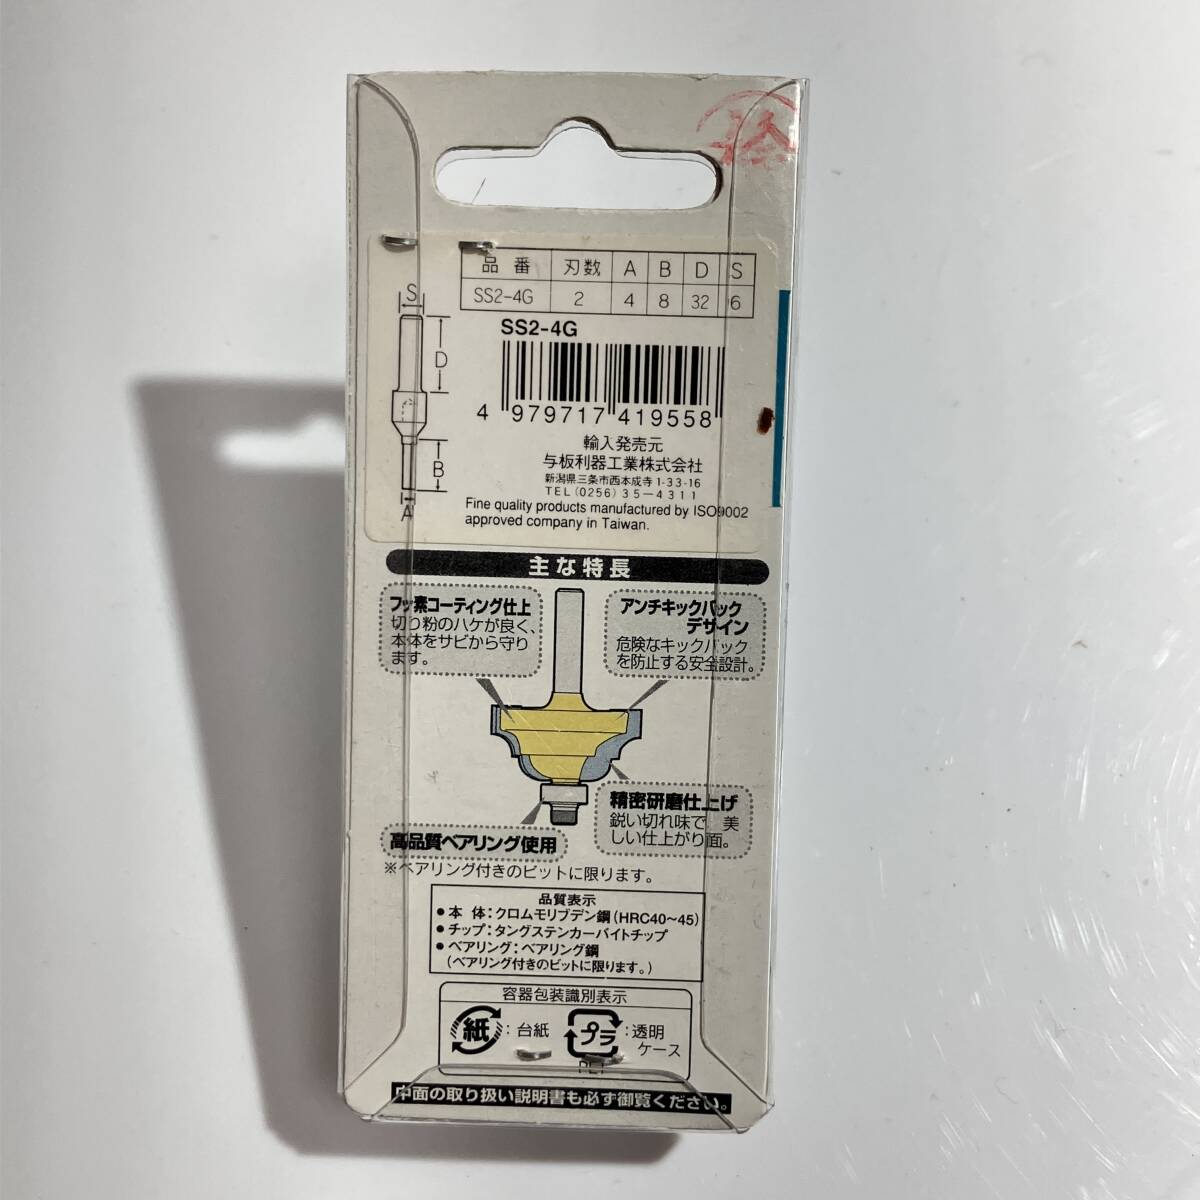 品番 刃数 A B D S
SS2-4G 2 4 8 32 6
S
D
B
A
SS2-4G
4 979717 419558
輸入発売元
与板利器工業株式会社
新潟県三条市西本成寺1-33-16
TEL(0256)35-4311
Fine quality products manufactured by ISO9002
approved company in Taiwan.
主な特長
フッ素コーティング仕上
切り粉のハケが良く、
本体をサビから守り
ます。
アンチキックバック
デザイン
危険なキックバック
を防止する安全設計。
高品質ベアリング使用
精密研磨仕上げ
鋭い切れ味で、美
しい仕上がり面。
※ベアリング付きのビットに限ります。
品質表示
●本体:クロムモリブデン鋼(HRC40~45)
●チップ:タングステンカーバイトチップ
●ベアリング:ベアリング鋼
(ベアリング付きのビットに限ります。)
容器包装識別表示
紙:台紙
プラ:透明
ケース
PET
中面の取り扱い説明書も必ず御覧ください。